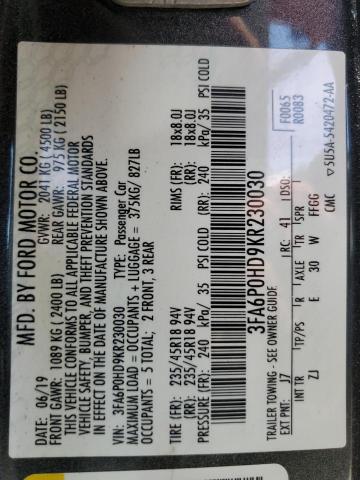 MFD. BY FORD MOTOR CO.
DATE: 06/19 GVWR: 2041 KG (4500 LB)
FRONT GAWR: 1089 KG (2400 LB) REAR GAWR: 975 KG (2150 LB)
THIS VEHICLE CONFORMS TO ALL APPLICABLE FEDERAL MOTOR
VEHICLE SAFETY, BUMPER, AND THEFT PREVENTION STANDARDS
IN EFFECT ON THE DATE OF MANUFACTURE SHOWN ABOVE.
VIN: 3FA6P0HD9KR230030 TYPE: Passenger Car
MAXIMUM LOAD = OCCUPANTS + LUGGAGE = 375KG/ 827LB
OCCUPANTS = 5 TOTAL; 2 FRONT, 3 REAR
TIRE (FR): 235/45R18 94V RIMS (FR): 18x8.0J
(RR): 235/45R18 94V (RR): 18x8.0J
PRESSURE (FR): 240 kPa/ 35 PSI COLD (RR): 240 kPa/ 35 PSI COLD
3FA6P0HD9KR230030
TRAILER TOWING - SEE OWNER GUIDE
F0065
R0083
EXT PNT: J7 RC: 41 DSO:
INT TR TP/PS R AXLE TR SPR
ZJ E 30 W FFGG
CMC ▽5U5A-5420472-AA